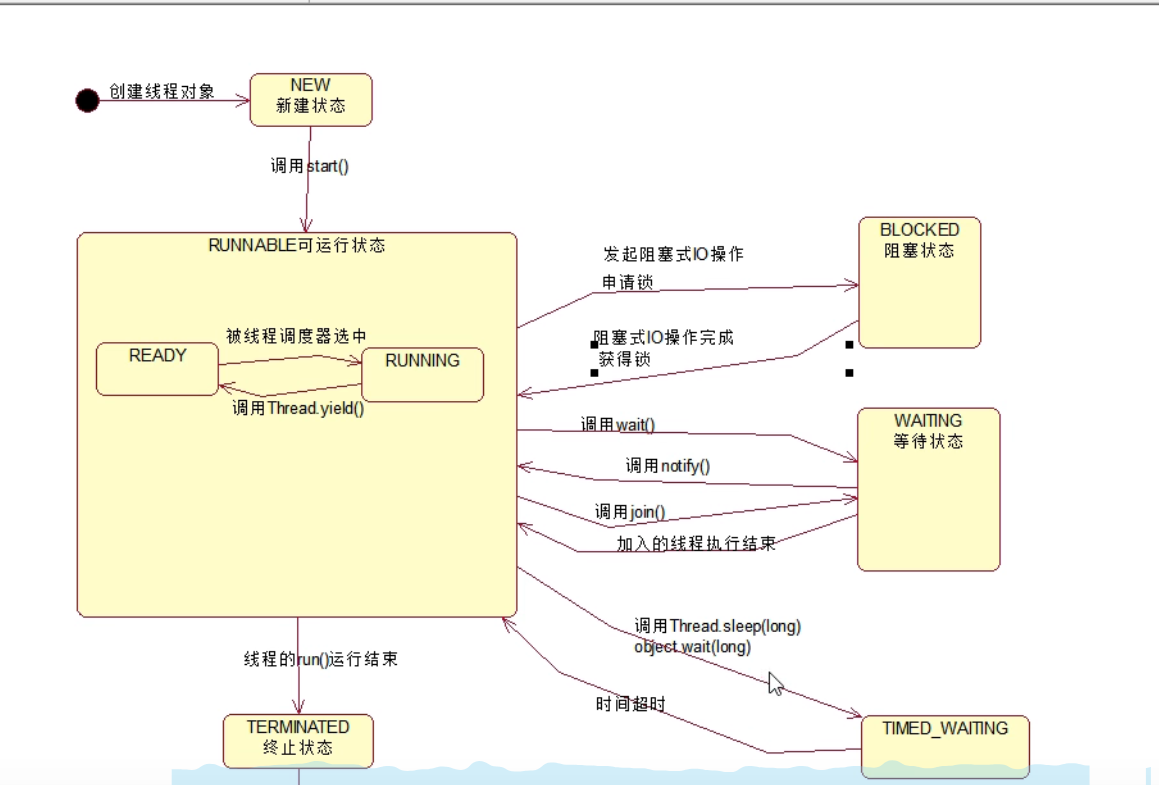 创建线程对象
NEW
新建状态
调用start()
RUNNABLE可运行状态
被线程调度器选中
READY
RUNNING
调用Thread.yield()
发起阻塞式IO操作
申请锁
BLOCKED
阻塞状态
阻塞式IO操作完成
获得锁
调用wait()
WAITING
等待状态
调用notify()
调用join()
加入的线程执行结束
调用Thread.sleep(long)
object.wait(long)
线程的run()运行结束
时间超时
TERMINATED
终止状态
TIMED_WAITING